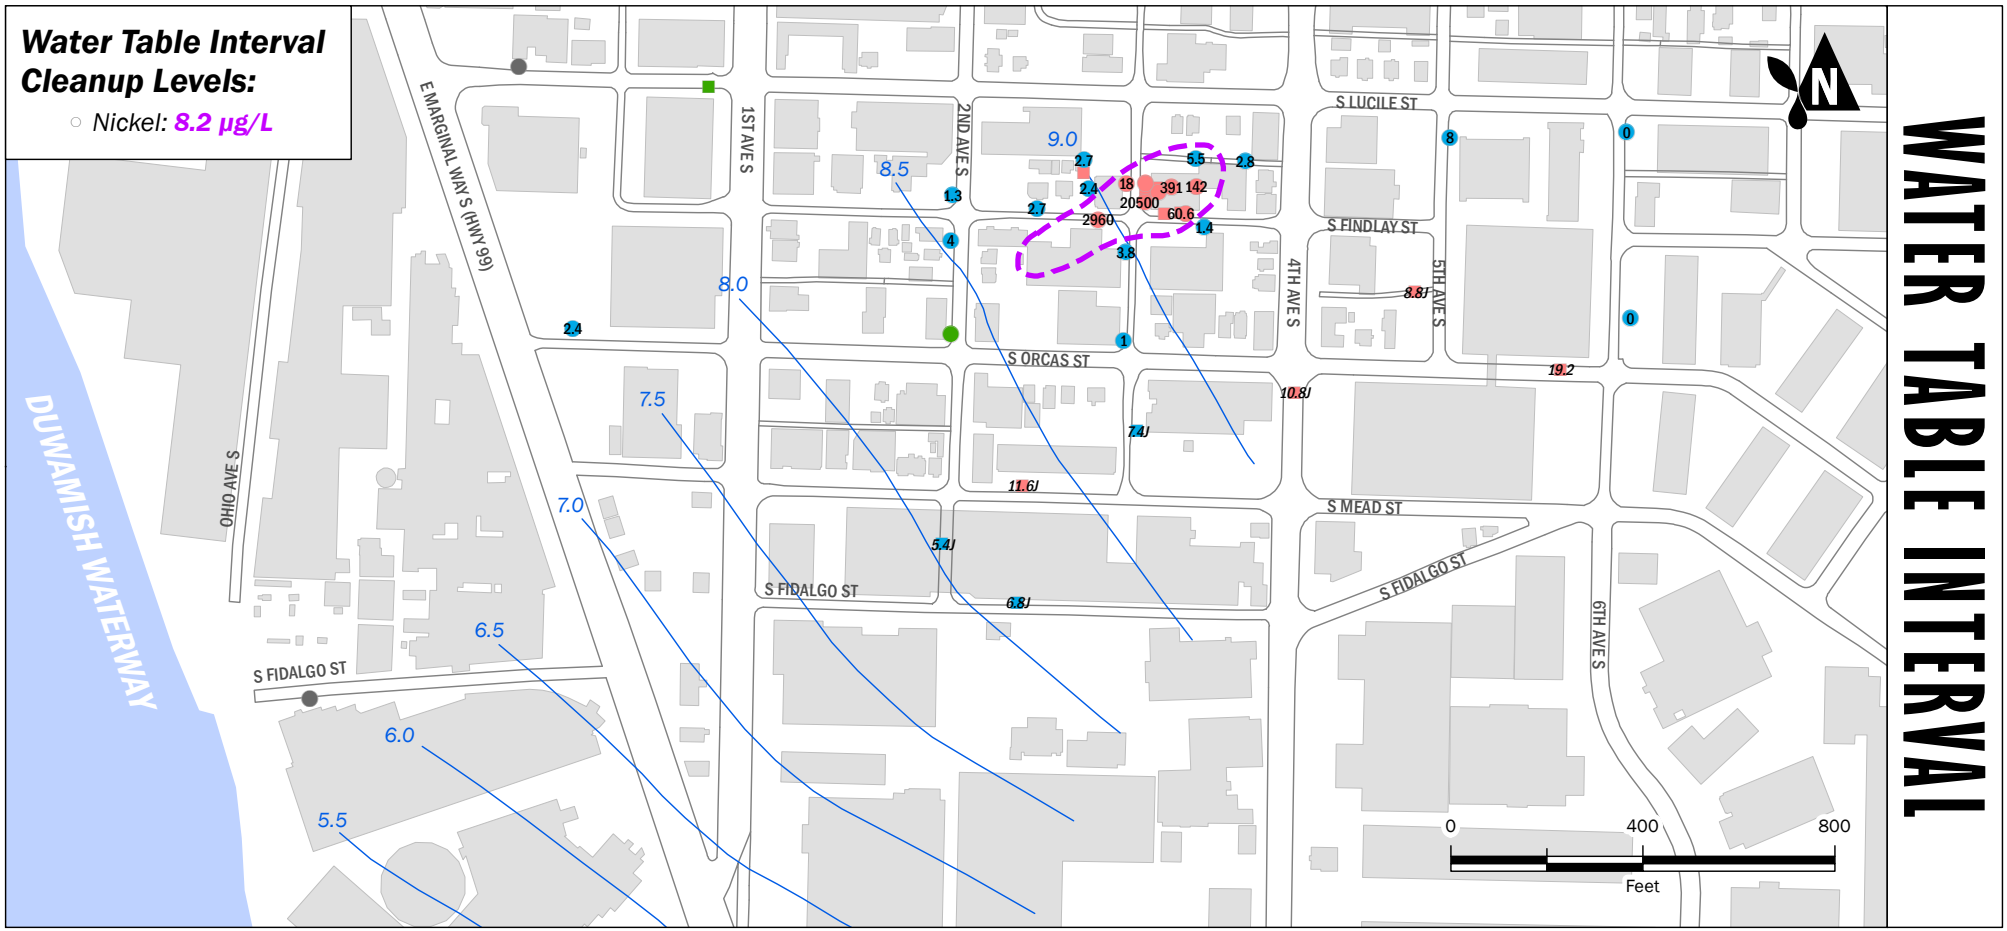 Water Table Interval
Cleanup Levels:
Nickel: 8.2 µg/L
N
WATER TABLE INTERVAL
E MARGINAL WAY S (HWY 99)
1ST AVE S
2ND AVE S
S LUCILE ST
9.0
8.5
8
0
2.7
5.5
2.8
2.4
18
391
142
1.3
20500
2.7
60.6
2960
1.4
S FINDLAY ST
4
3.8
4TH AVE S
5TH AVE S
8.0
8.8J
0
2.4
1
S ORCAS ST
19.2
10.8J
7.5
7.4J
DUWAMISH WATERWAY
OHIO AVE S
11.6J
7.0
S MEAD ST
5.4J
S FIDALGO ST
S FIDALGO ST
6.8J
6TH AVE S
6.5
S FIDALGO ST
6.0
5.5
0
400
800
Feet